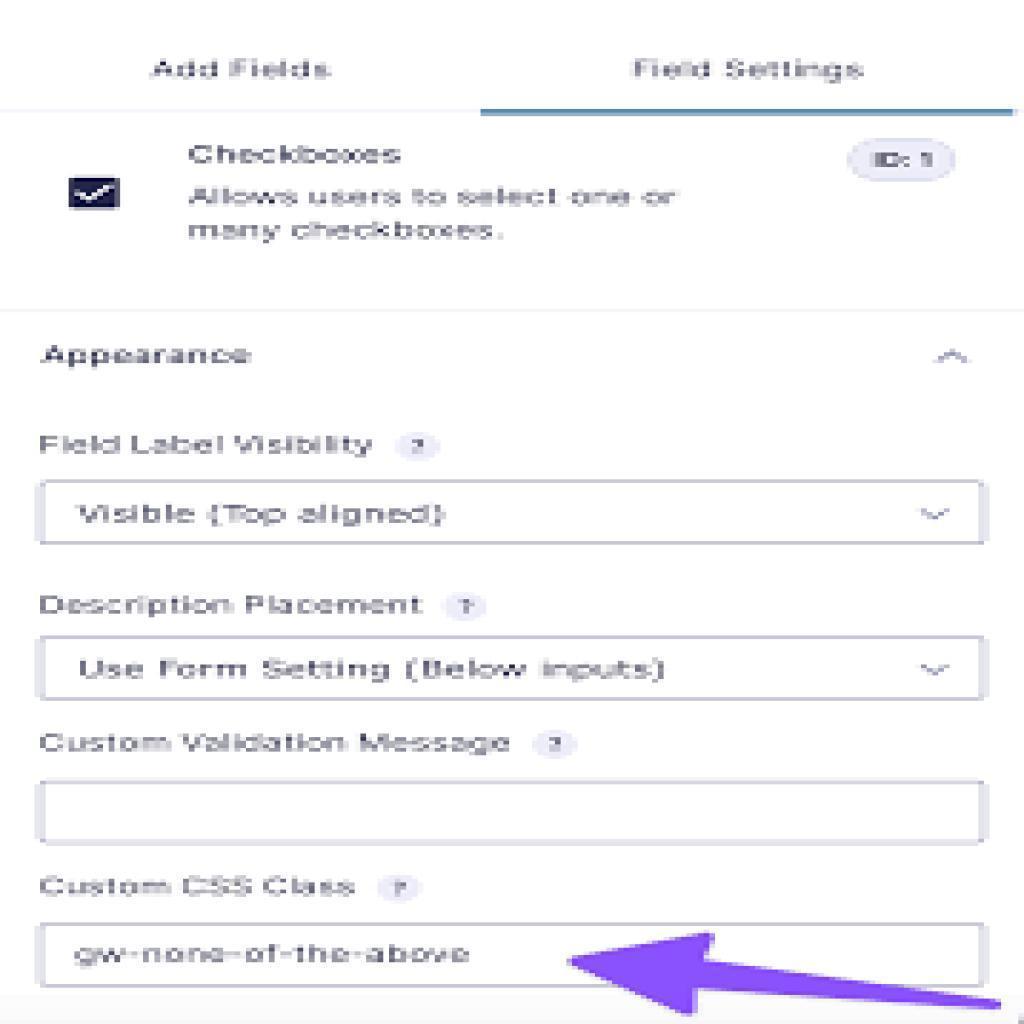 Add Fields
Field Settings
Checkboxes
ID: 1
Allows users to select one or
many checkboxes.
Appearance
Field Label Visibility ?
Visible (Top aligned)
Description Placement ?
Use Form Setting (Below inputs)
Custom Validation Message ?
Custom CSS Class ?
gw-none-of-the-above